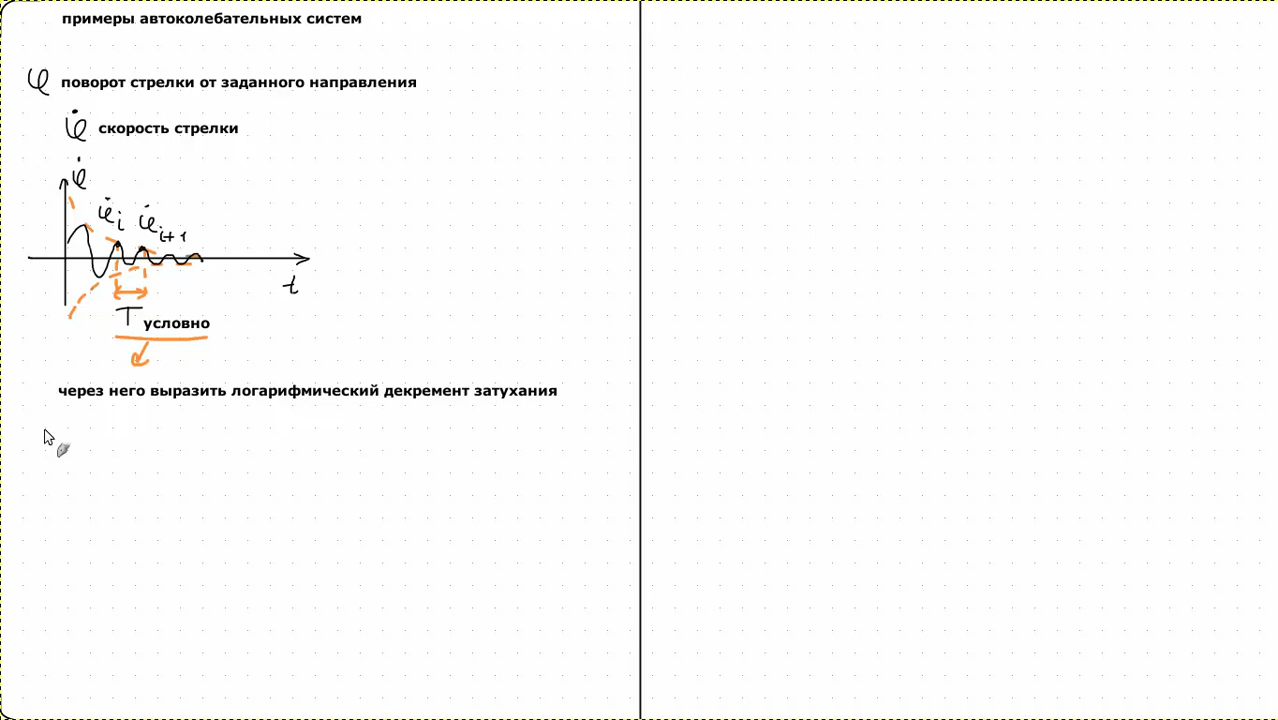 примеры автоколебательных систем
φ поворот стрелки от заданного направления
φ̇ скорость стрелки
φ̇
φ̇ᵢ φ̇ᵢ₊₁
t
T условно
через него выразить логарифмический декремент затухания